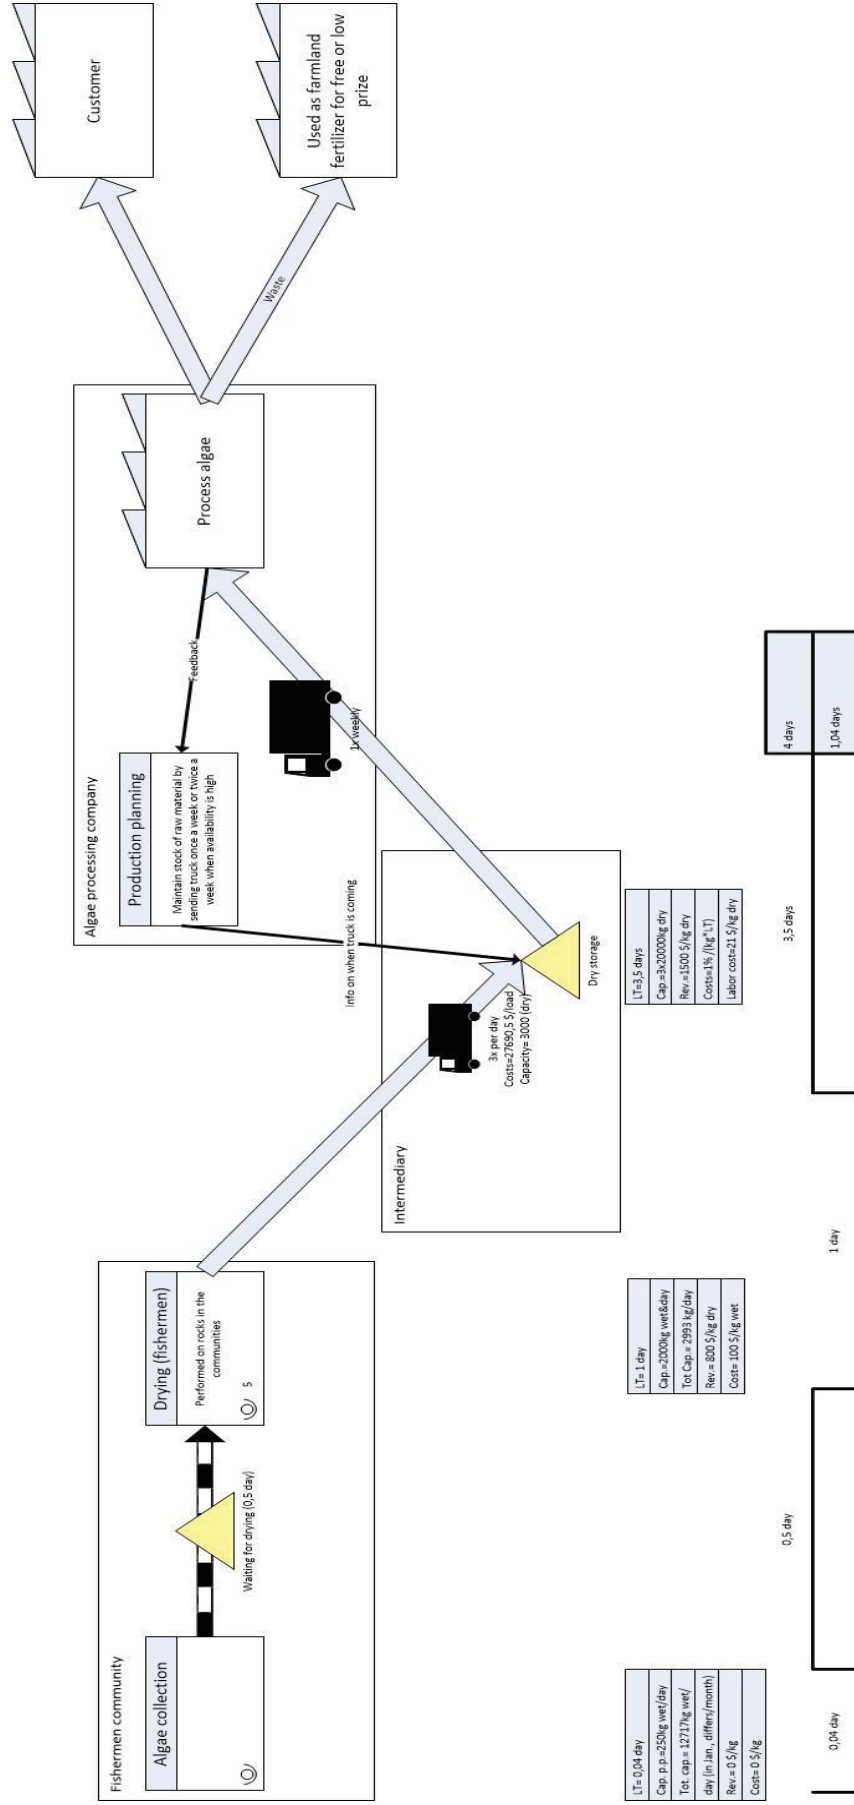 Fishermen community
Algae collection
Waiting for drying (0,5 day)
Drying (fishermen)
Performed on rocks in the
communities
5
Intermediary
3x per day
Costs=27690,5 $/load
Capacity= 3000 (dry)
Dry storage
Info on when truck is coming
Algae processing company
Production planning
Maintain stock of raw material by
sending truck once a week or twice a
week when availability is high
Feedback
1x weekly
Process algae
Waste
Customer
Used as farmland
fertilizer for free or low
prize
LT= 0,04 day
Cap. p.p.=250kg wet/day
Tot. cap.= 12717kg wet/
day (in Jan., differs/month)
Rev.= 0 $/kg
Cost= 0 $/kg
LT= 1 day
Cap.=2000kg wet&day
Tot Cap.= 2993 kg/day
Rev.= 800 $/kg dry
Cost= 100 $/kg wet
LT=3,5 days
Cap.=3x20000kg dry
Rev.=1500 $/kg dry
Costs=1% /(kg*LT)
Labor cost=21 $/kg dry
0,04 day
0,5 day
1 day
3,5 days
4 days
1,04 days